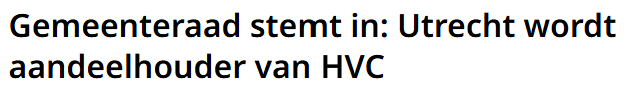 Gemeenteraad stemt in: Utrecht wordt
aandeelhouder van HVC